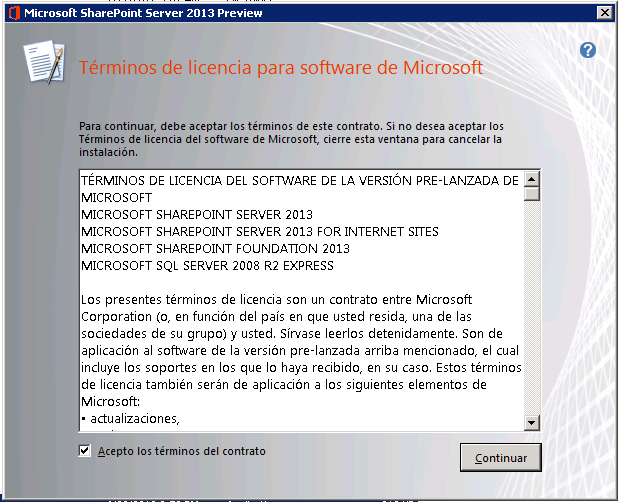 Microsoft SharePoint Server 2013 Preview
Términos de licencia para software de Microsoft
Para continuar, debe aceptar los términos de este contrato. Si no desea aceptar los
Términos de licencia del software de Microsoft, cierre esta ventana para cancelar la
instalación.
TÉRMINOS DE LICENCIA DEL SOFTWARE DE LA VERSIÓN PRE-LANZADA DE
MICROSOFT
MICROSOFT SHAREPOINT SERVER 2013
MICROSOFT SHAREPOINT SERVER 2013 FOR INTERNET SITES
MICROSOFT SHAREPOINT FOUNDATION 2013
MICROSOFT SQL SERVER 2008 R2 EXPRESS
Los presentes términos de licencia son un contrato entre Microsoft
Corporation (o, en función del país en que usted resida, una de las
sociedades de su grupo) y usted. Sírvase leerlos detenidamente. Son de
aplicación al software de la versión pre-lanzada arriba mencionado, el cual
incluye los soportes en los que lo haya recibido, en su caso. Estos términos
de licencia también serán de aplicación a los siguientes elementos de
Microsoft:
• actualizaciones,
Acepto los términos del contrato
Continuar